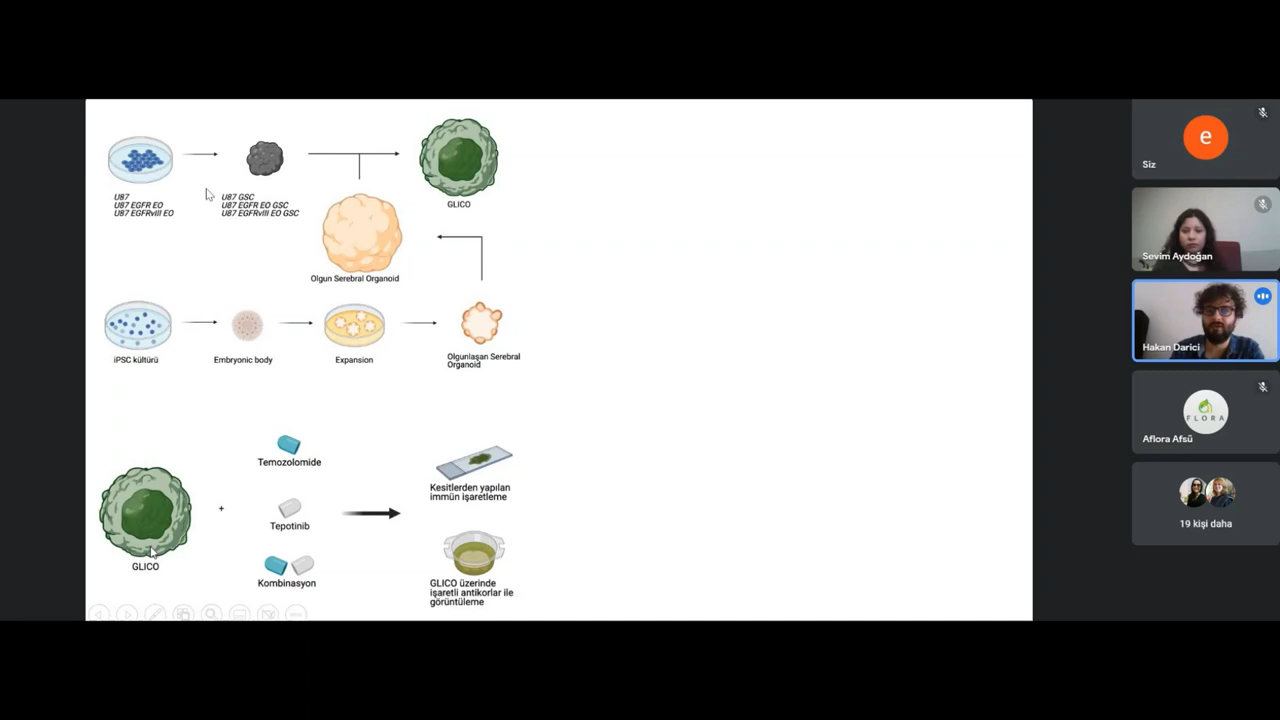 U87
U87 EGFR EO
U87 EGFRvIII EO
U87 GSC
U87 EGFR EO GSC
U87 EGFRvIII EO GSC
GLICO
Olgun Serebral Organoid
iPSC kültürü
Embryonic body
Expansion
Olgunlaşan Serebral
Organoid
Temozolomide
Tepotinib
Kombinasyon
+
GLICO
Kesitlerden yapılan
immün işaretleme
GLICO üzerinde
işaretli antikorlar ile
görüntüleme
e
Siz
Sevim Aydoğan
Hakan Darici
FLORA
Aflora Afsü
19 kişi daha